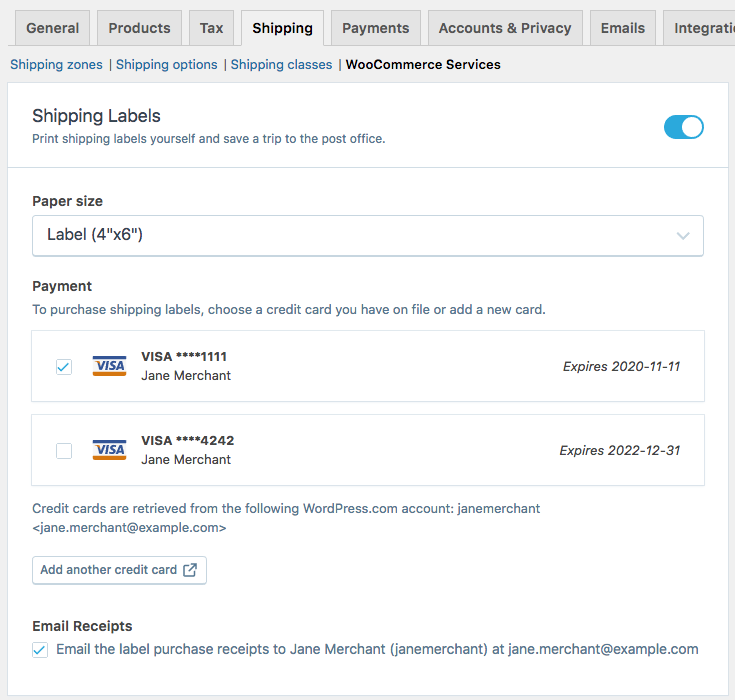 General Products Tax Shipping Payments Accounts & Privacy Emails Integrati
Shipping zones | Shipping options | Shipping classes | WooCommerce Services
Shipping Labels
Print shipping labels yourself and save a trip to the post office.
Paper size
Label (4"x6")
Payment
To purchase shipping labels, choose a credit card you have on file or add a new card.
VISA VISA ****1111 Expires 2020-11-11
Jane Merchant
VISA VISA ****4242 Expires 2022-12-31
Jane Merchant
Credit cards are retrieved from the following WordPress.com account: janemerchant
<jane.merchant@example.com>
Add another credit card
Email Receipts
Email the label purchase receipts to Jane Merchant (janemerchant) at jane.merchant@example.com